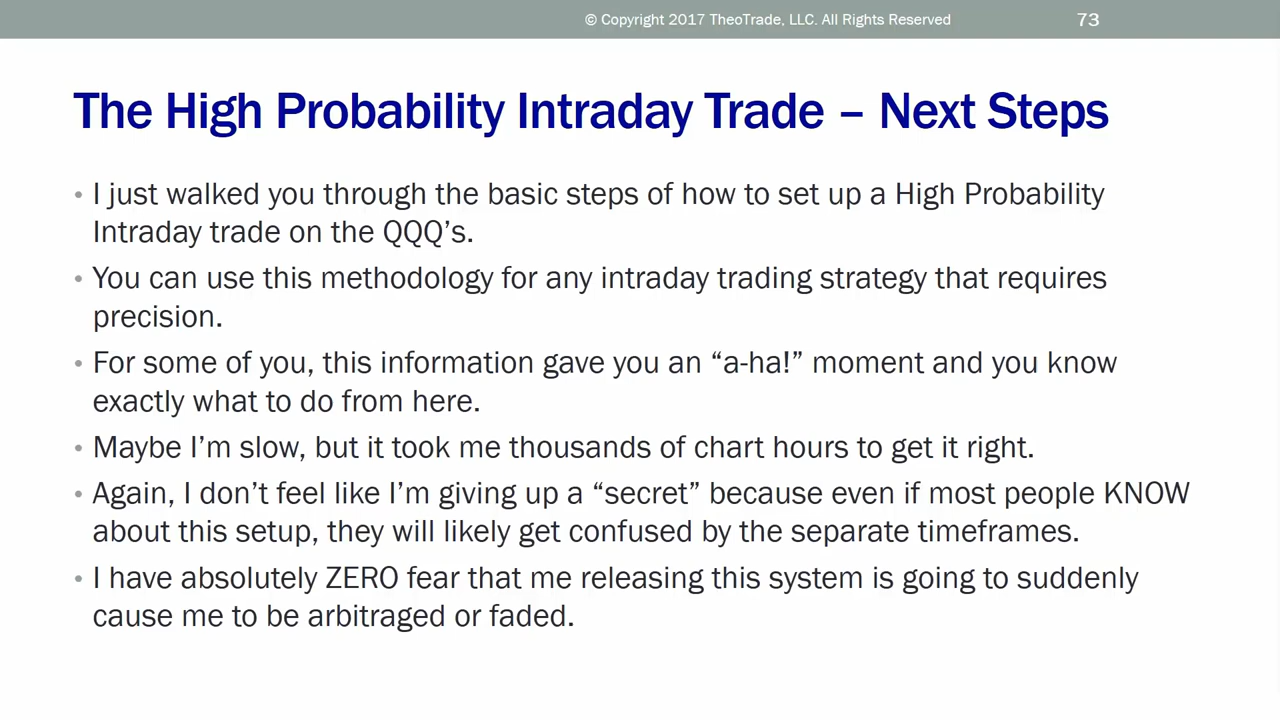 © Copyright 2017 TheoTrade, LLC. All Rights Reserved
73
The High Probability Intraday Trade – Next Steps
• I just walked you through the basic steps of how to set up a High Probability
Intraday trade on the QQQ’s.
• You can use this methodology for any intraday trading strategy that requires
precision.
• For some of you, this information gave you an “a-ha!” moment and you know
exactly what to do from here.
• Maybe I’m slow, but it took me thousands of chart hours to get it right.
• Again, I don’t feel like I’m giving up a “secret” because even if most people KNOW
about this setup, they will likely get confused by the separate timeframes.
• I have absolutely ZERO fear that me releasing this system is going to suddenly
cause me to be arbitraged or faded.